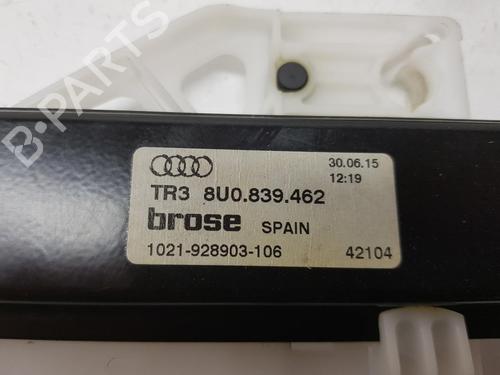 B-PARTS
30.06.15
12:19
TR3 8U0.839.462
brose SPAIN
1021-928903-106 42104